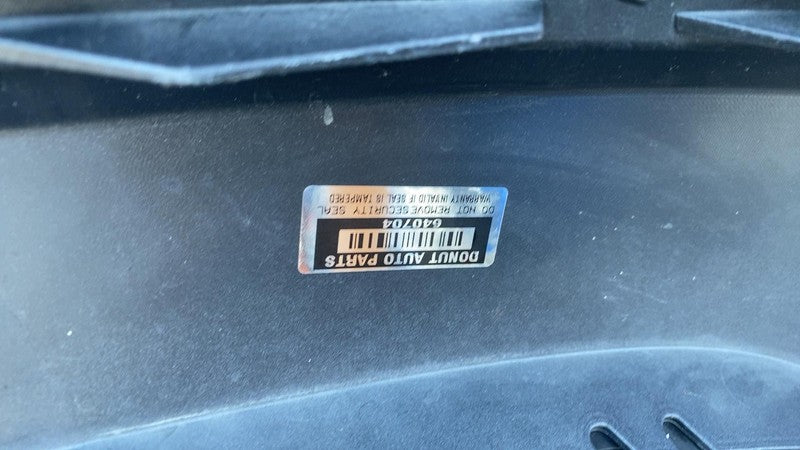 DONUT AUTO PARTS
640704
DO NOT REMOVE SECURITY SEAL
WARRANTY INVALID IF SEAL IS TAMPERED